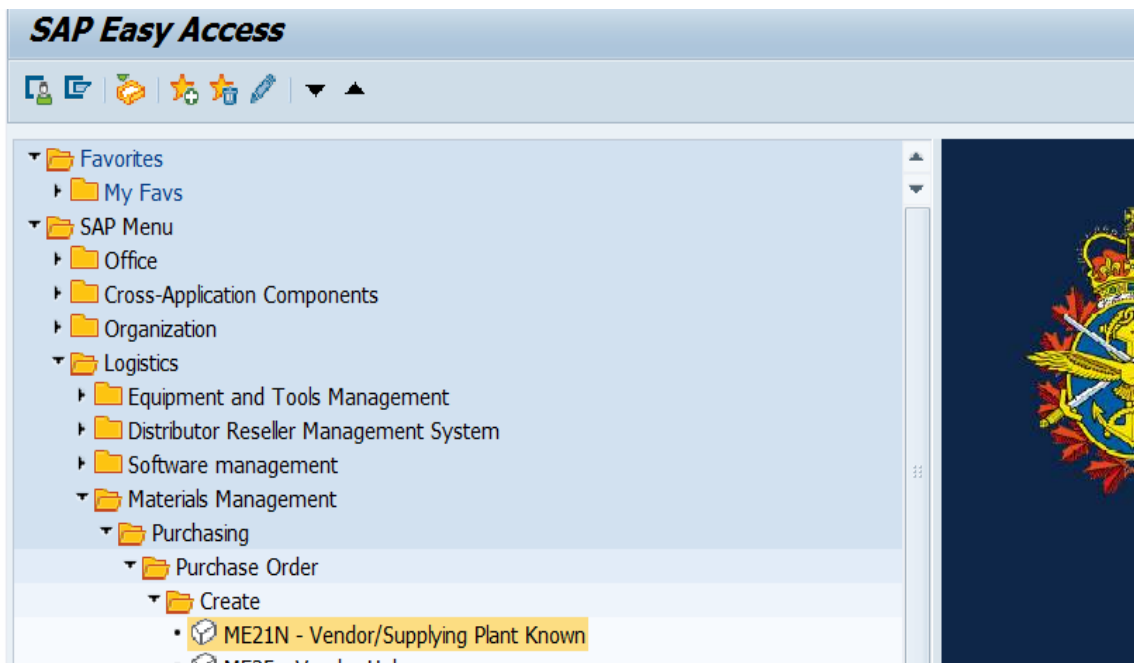 SAP Easy Access
Favorites
My Favs
SAP Menu
Office
Cross-Application Components
Organization
Logistics
Equipment and Tools Management
Distributor Reseller Management System
Software management
Materials Management
Purchasing
Purchase Order
Create
ME21N - Vendor/Supplying Plant Known